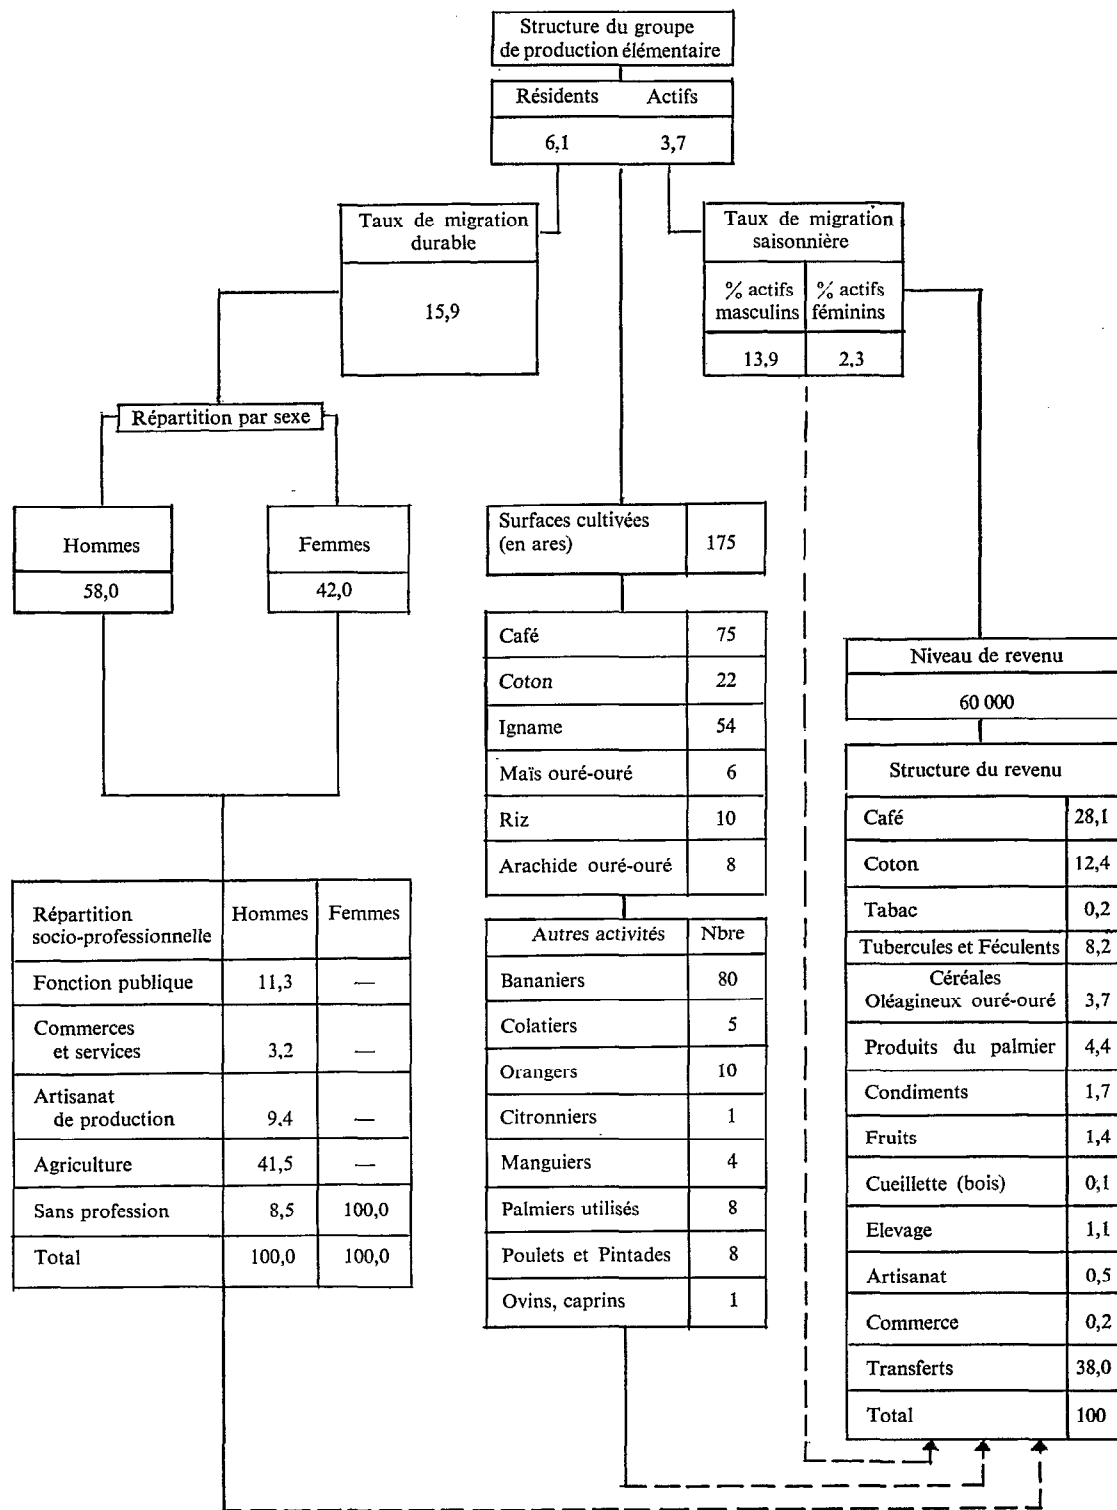 Structure du groupe
de production élémentaire
Résidents Actifs
6,1 3,7
Taux de migration
durable
15,9
Taux de migration
saisonnière
% actifs
masculins
% actifs
féminins
13,9 2,3
Répartition par sexe
Hommes
58,0
Femmes
42,0
Surfaces cultivées
(en ares) 175
Café 75
Coton 22
Igname 54
Maïs ouré-ouré 6
Riz 10
Arachide ouré-ouré 8
Autres activités Nbre
Bananiers 80
Colatiers 5
Orangers 10
Citronniers 1
Manguiers 4
Palmiers utilisés 8
Poulets et Pintades 8
Ovins, caprins 1
Répartition
socio-professionnelle Hommes Femmes
Fonction publique 11,3 —
Commerces
et services 3,2 —
Artisanat
de production 9,4 —
Agriculture 41,5 —
Sans profession 8,5 100,0
Total 100,0 100,0
Niveau de revenu
60 000
Structure du revenu
Café 28,1
Coton 12,4
Tabac 0,2
Tubercules et Féculents 8,2
Céréales
Oléagineux ouré-ouré 3,7
Produits du palmier 4,4
Condiments 1,7
Fruits 1,4
Cueillette (bois) 0,1
Elevage 1,1
Artisanat 0,5
Commerce 0,2
Transferts 38,0
Total 100